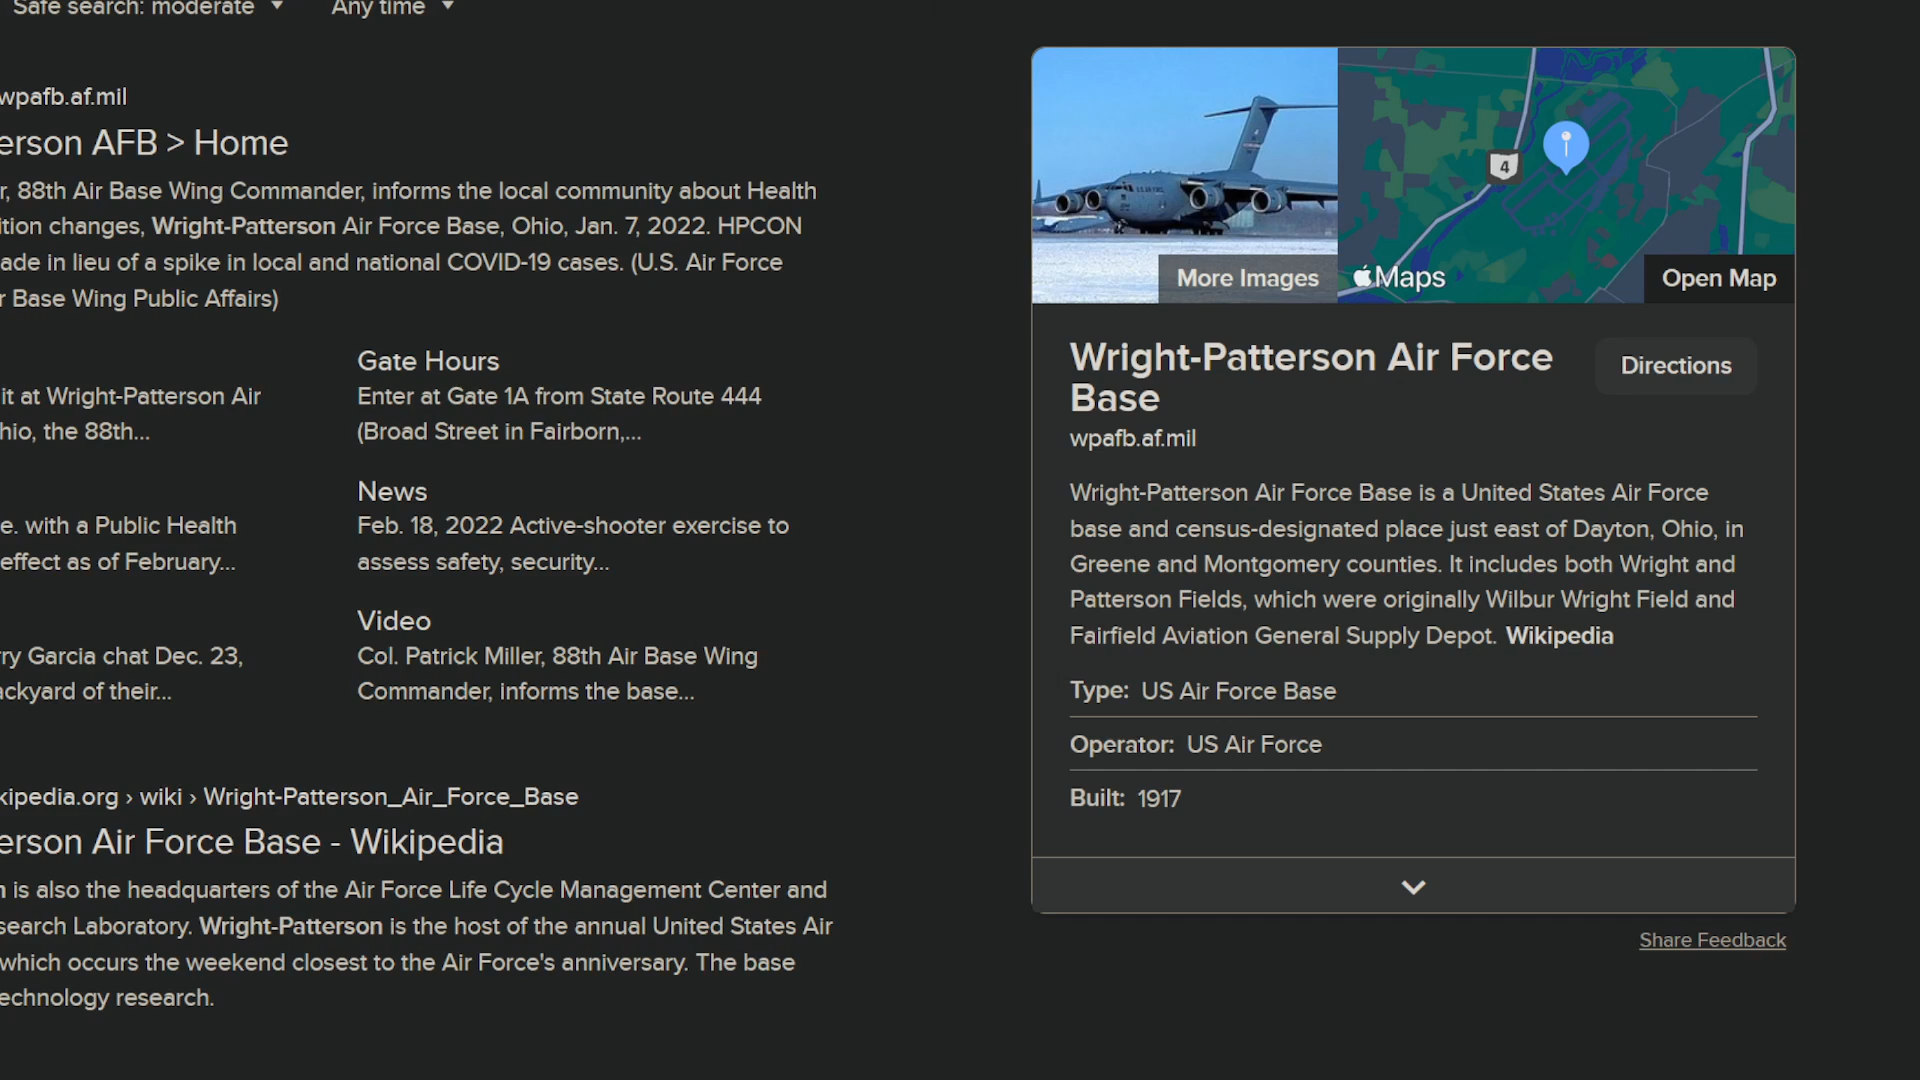 Safe search: moderate
Any time
wpafb.af.mil
erson AFB > Home
r, 88th Air Base Wing Commander, informs the local community about Health
ition changes, Wright-Patterson Air Force Base, Ohio, Jan. 7, 2022. HPCON
ade in lieu of a spike in local and national COVID-19 cases. (U.S. Air Force
r Base Wing Public Affairs)
it at Wright-Patterson Air
hio, the 88th...
Gate Hours
Enter at Gate 1A from State Route 444
(Broad Street in Fairborn,...
e. with a Public Health
effect as of February...
News
Feb. 18, 2022 Active-shooter exercise to
assess safety, security...
rry Garcia chat Dec. 23,
ackyard of their...
Video
Col. Patrick Miller, 88th Air Base Wing
Commander, informs the base...
kipedia.org › wiki › Wright-Patterson_Air_Force_Base
erson Air Force Base - Wikipedia
n is also the headquarters of the Air Force Life Cycle Management Center and
search Laboratory. Wright-Patterson is the host of the annual United States Air
which occurs the weekend closest to the Air Force's anniversary. The base
echnology research.
More Images
4
Maps
Open Map
Wright-Patterson Air Force
Base
Directions
wpafb.af.mil
Wright-Patterson Air Force Base is a United States Air Force
base and census-designated place just east of Dayton, Ohio, in
Greene and Montgomery counties. It includes both Wright and
Patterson Fields, which were originally Wilbur Wright Field and
Fairfield Aviation General Supply Depot. Wikipedia
Type: US Air Force Base
Operator: US Air Force
Built: 1917
Share Feedback